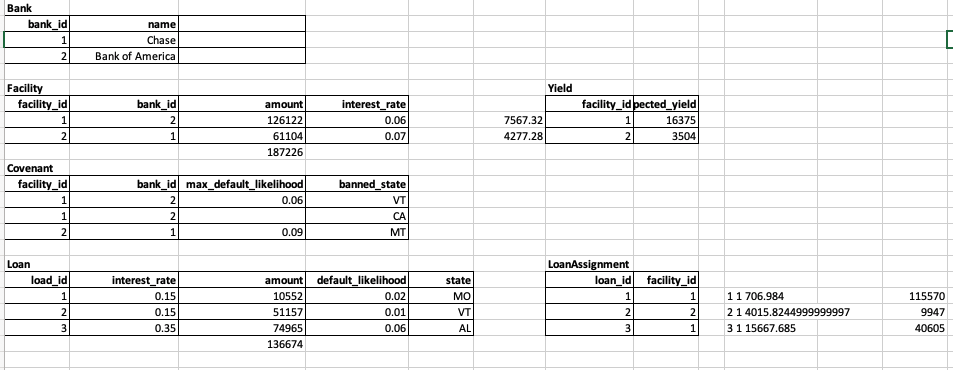 Bank
bank_id name
1 Chase
2 Bank of America
Facility Yield
facility_id bank_id amount interest_rate facility_id pected_yield
1 2 126122 0.06 7567.32 1 16375
2 1 61104 0.07 4277.28 2 3504
187226
Covenant
facility_id bank_id max_default_likelihood banned_state
1 2 0.06 VT
1 2 CA
2 1 0.09 MT
Loan LoanAssignment
load_id interest_rate amount default_likelihood state loan_id facility_id
1 0.15 10552 0.02 MO 1 1 1 1 706.984 115570
2 0.15 51157 0.01 VT 2 2 2 1 4015.8244999999997 9947
3 0.35 74965 0.06 AL 3 1 3 1 15667.685 40605
136674